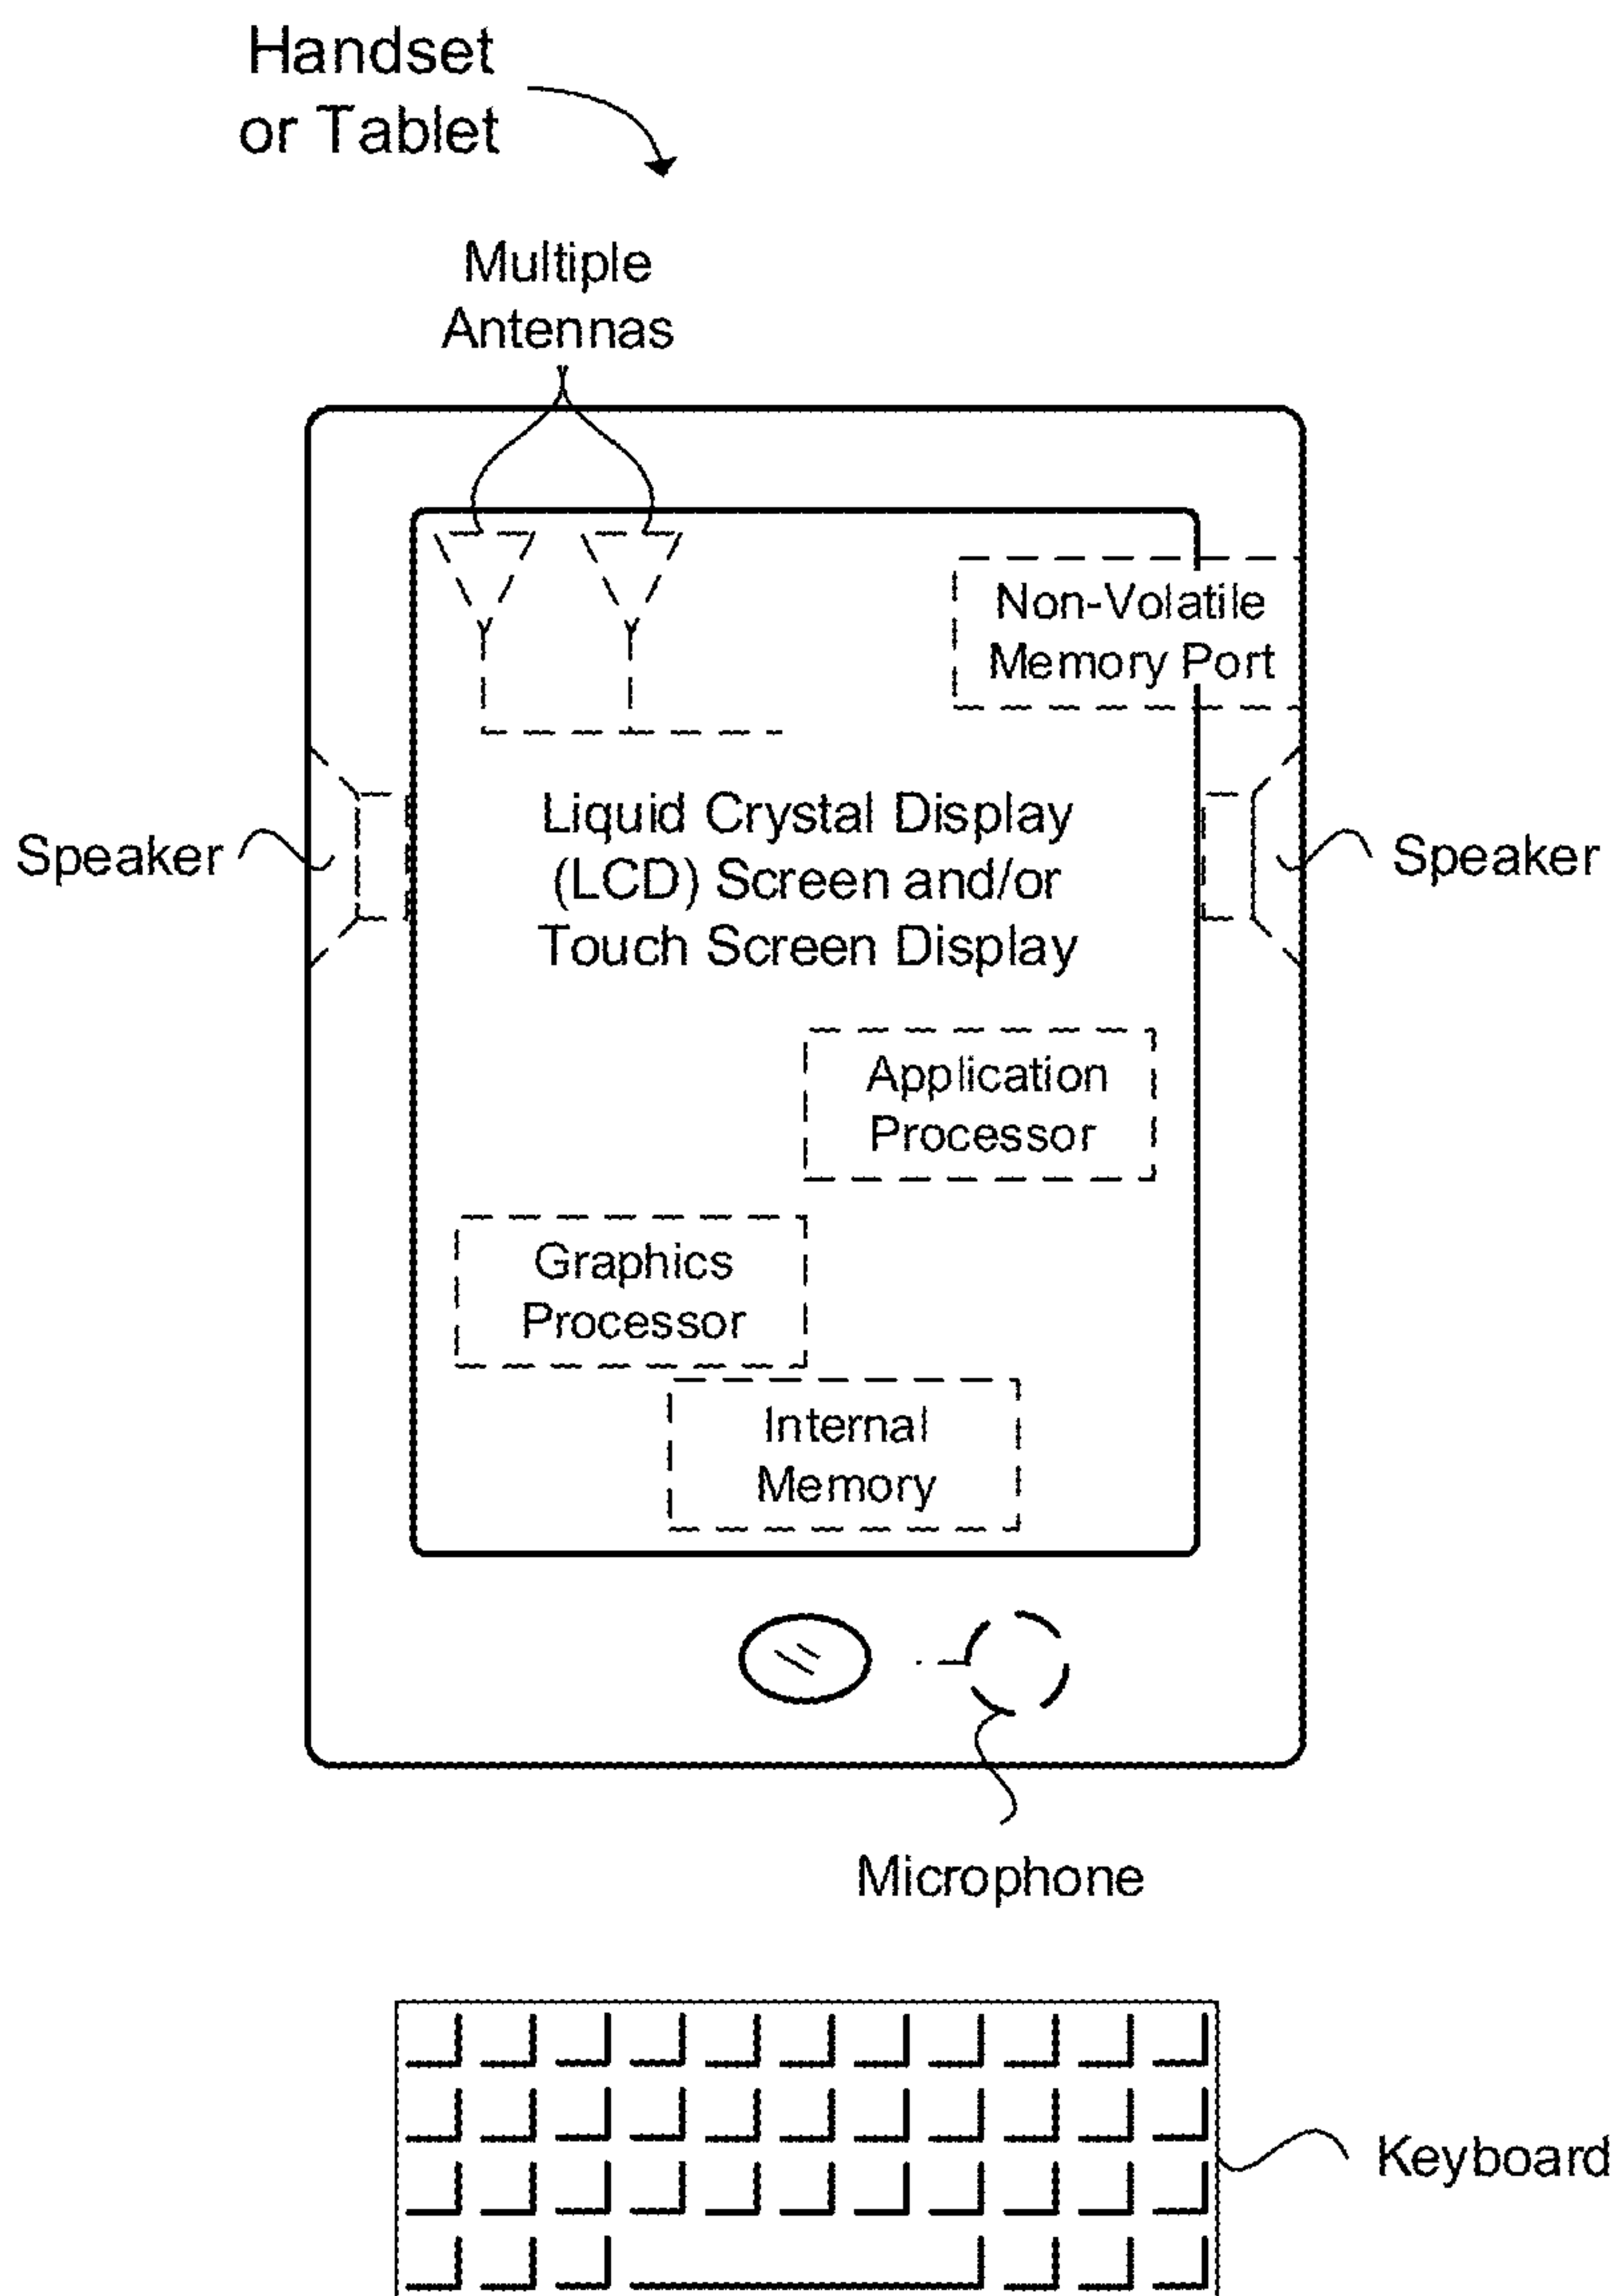 Handset
or Tablet
Multiple
Antennas
Non-Volatile
Memory Port
Speaker
Liquid Crystal Display
(LCD) Screen and/or
Touch Screen Display
Speaker
Application
Processor
Graphics
Processor
Internal
Memory
Microphone
Keyboard